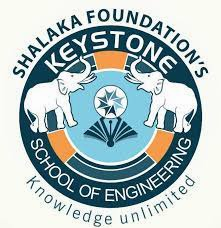 SHALAKA FOUNDATION'S
KEYSTONE
SCHOOL OF ENGINEERING
Knowledge unlimited